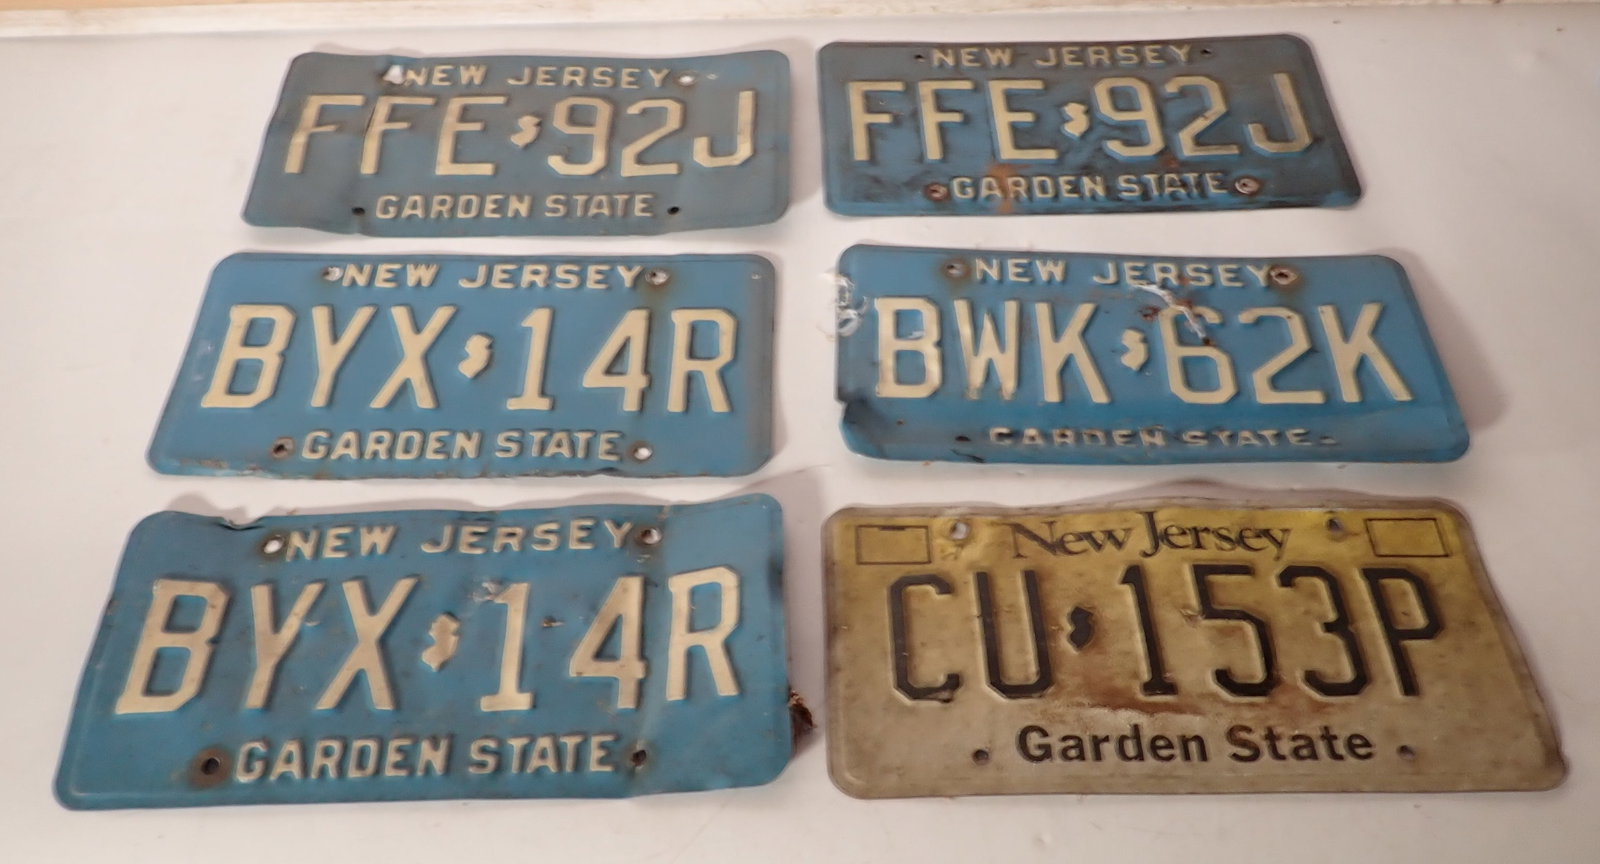 NEW JERSEY
FFE 92J
GARDEN STATE
NEW JERSEY
FFE 92J
GARDEN STATE
NEW JERSEY
BYX 14R
GARDEN STATE
NEW JERSEY
BWK 62K
GARDEN STATE
NEW JERSEY
BYX 14R
GARDEN STATE
New Jersey
CU 153P
Garden State